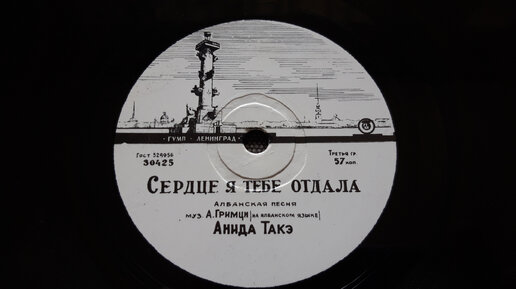 ГУМП - ЛЕНИНГРАД
ГОСТ 5289-56
30425
ТРЕТЬЯ ГР.
57 КОП.
СЕРДЦЕ Я ТЕБЕ ОТДАЛА
АЛБАНСКАЯ ПЕСНЯ
МУЗ. А. ГРИМЦИ (НА АЛБАНСКОМ ЯЗЫКЕ)
АНИДА ТАКЭ